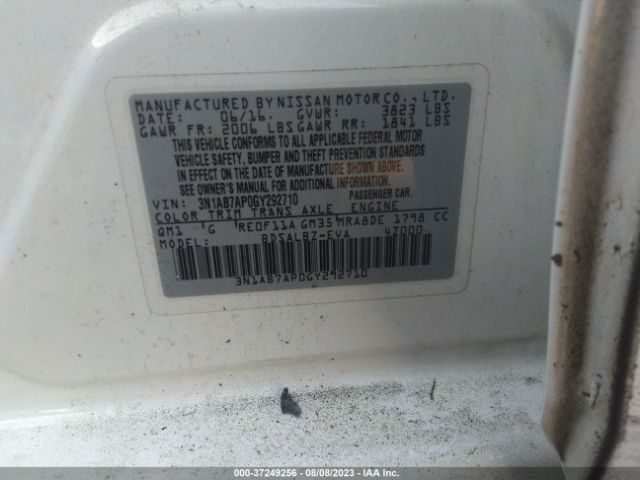 MANUFACTURED BY NISSAN MOTOR CO., LTD.
DATE: 06/16. GVWR: 3823 LBS
GAWR FR: 2006 LBS GAWR RR: 1841 LBS
THIS VEHICLE CONFORMS TO ALL APPLICABLE FEDERAL MOTOR
VEHICLE SAFETY, BUMPER AND THEFT PREVENTION STANDARDS
IN EFFECT ON THE DATE OF MANUFACTURE SHOWN ABOVE.
SEE OWNER'S MANUAL FOR ADDITIONAL INFORMATION.
PASSENGER CAR.
VIN: 3N1AB7AP0GY292710
COLOR TRIM TRANS AXLE ENGINE
QM1 G RE0F11A GM35 MRA8DE 1798 CC
MODEL: BDSALBZ-EVA 47000
3N1AB7AP0GY292710
000-37249256 - 08/08/2023 - IAA Inc.